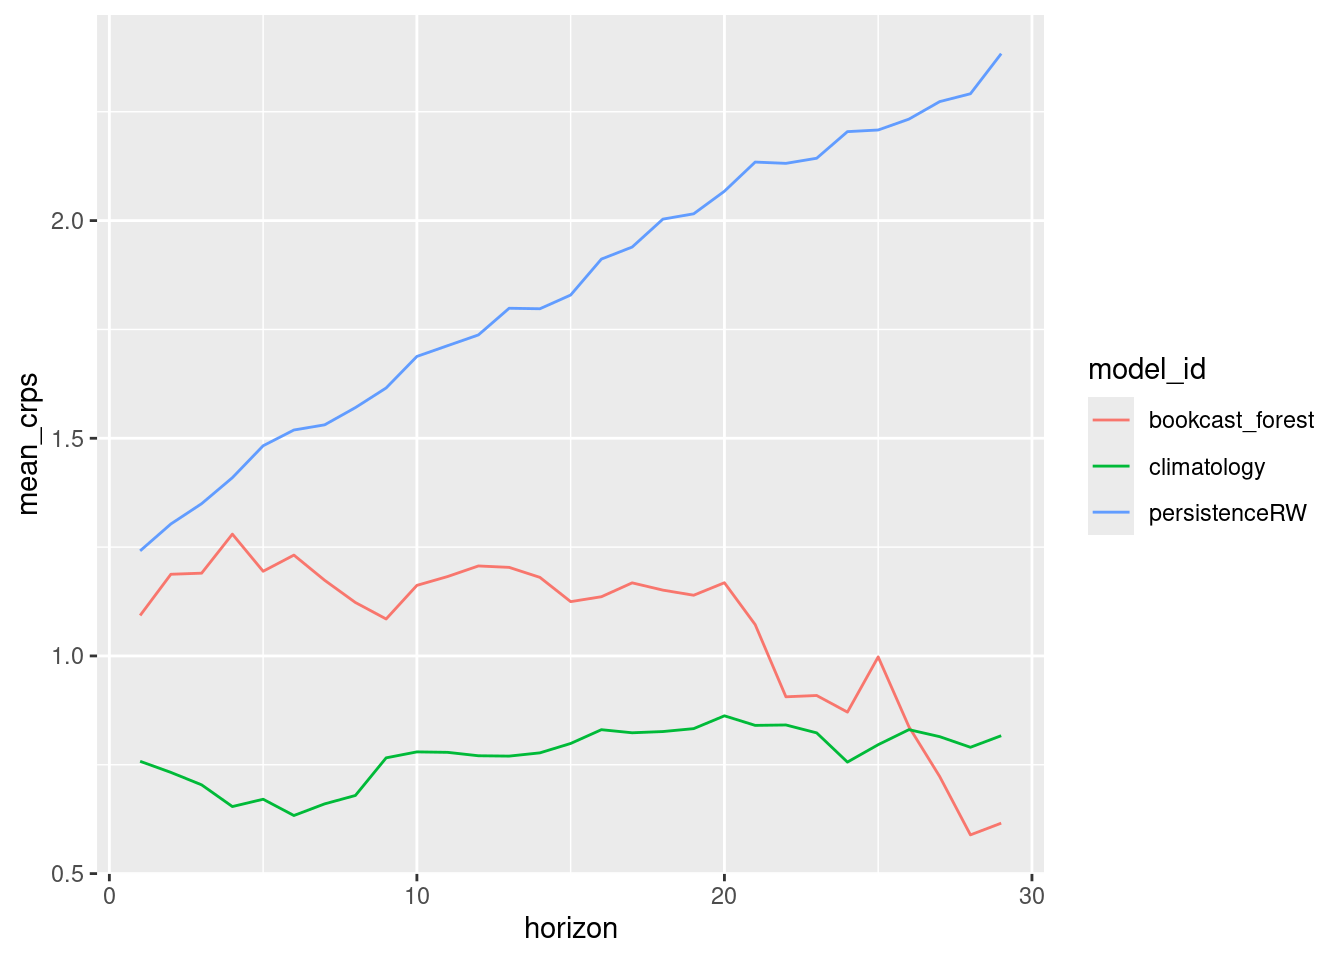 mean_crps
2.0
1.5
1.0
0.5
0
10
20
30
horizon
model_id
bookcast_forest
climatology
persistenceRW